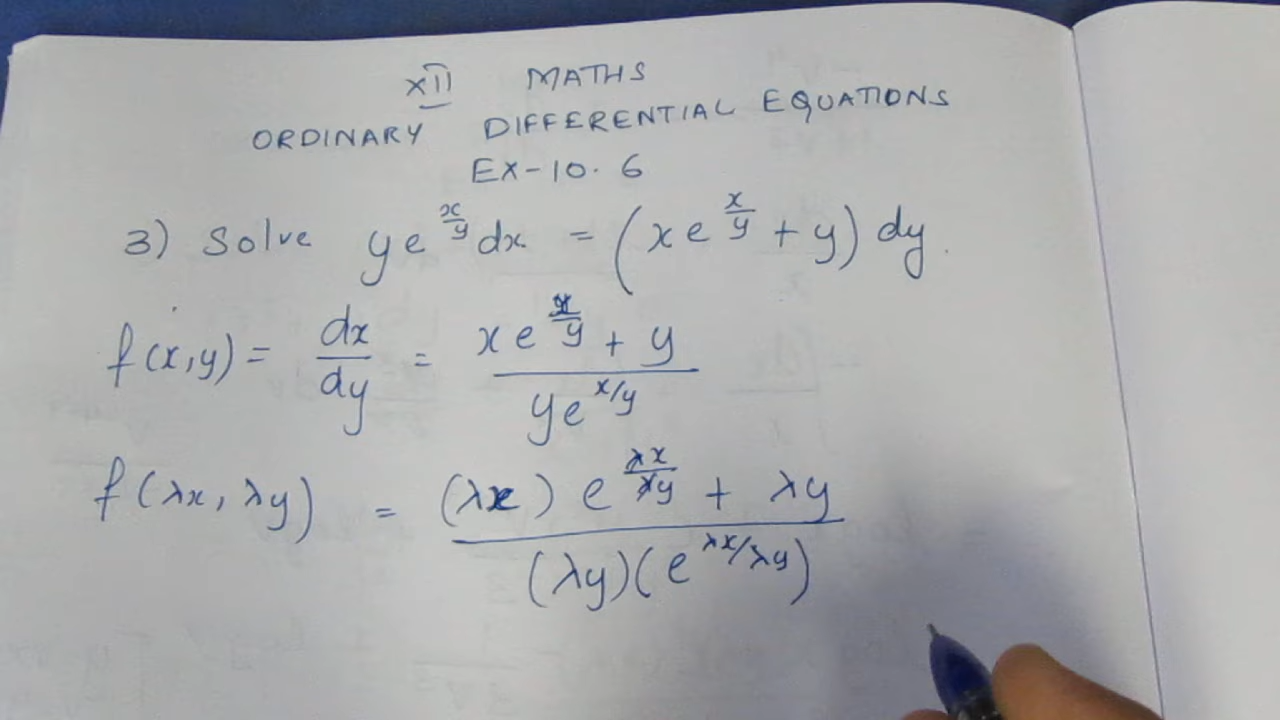 XII MATHS
ORDINARY DIFFERENTIAL EQUATIONS
EX-10.6
3) Solve ye^(x/y) dx = (xe^(x/y) + y) dy.
f(x,y) = dx/dy = (xe^(x/y) + y)/(ye^(x/y))
f(λx, λy) = ((λx) e^(λx/λy) + λy)/((λy)(e^(λx/λy)))